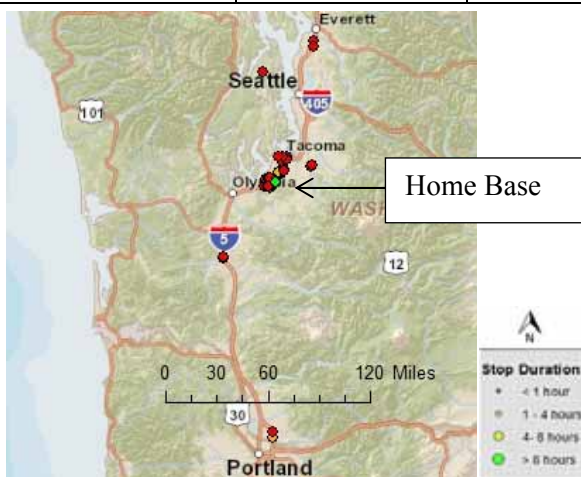 Everett
Seattle
405
101
Tacoma
Olympia
Home Base
WASH
5
12
N
0 30 60 120 Miles
Stop Duration
< 1 hour
1 - 4 hours
4- 8 hours
> 8 hours
30
Portland